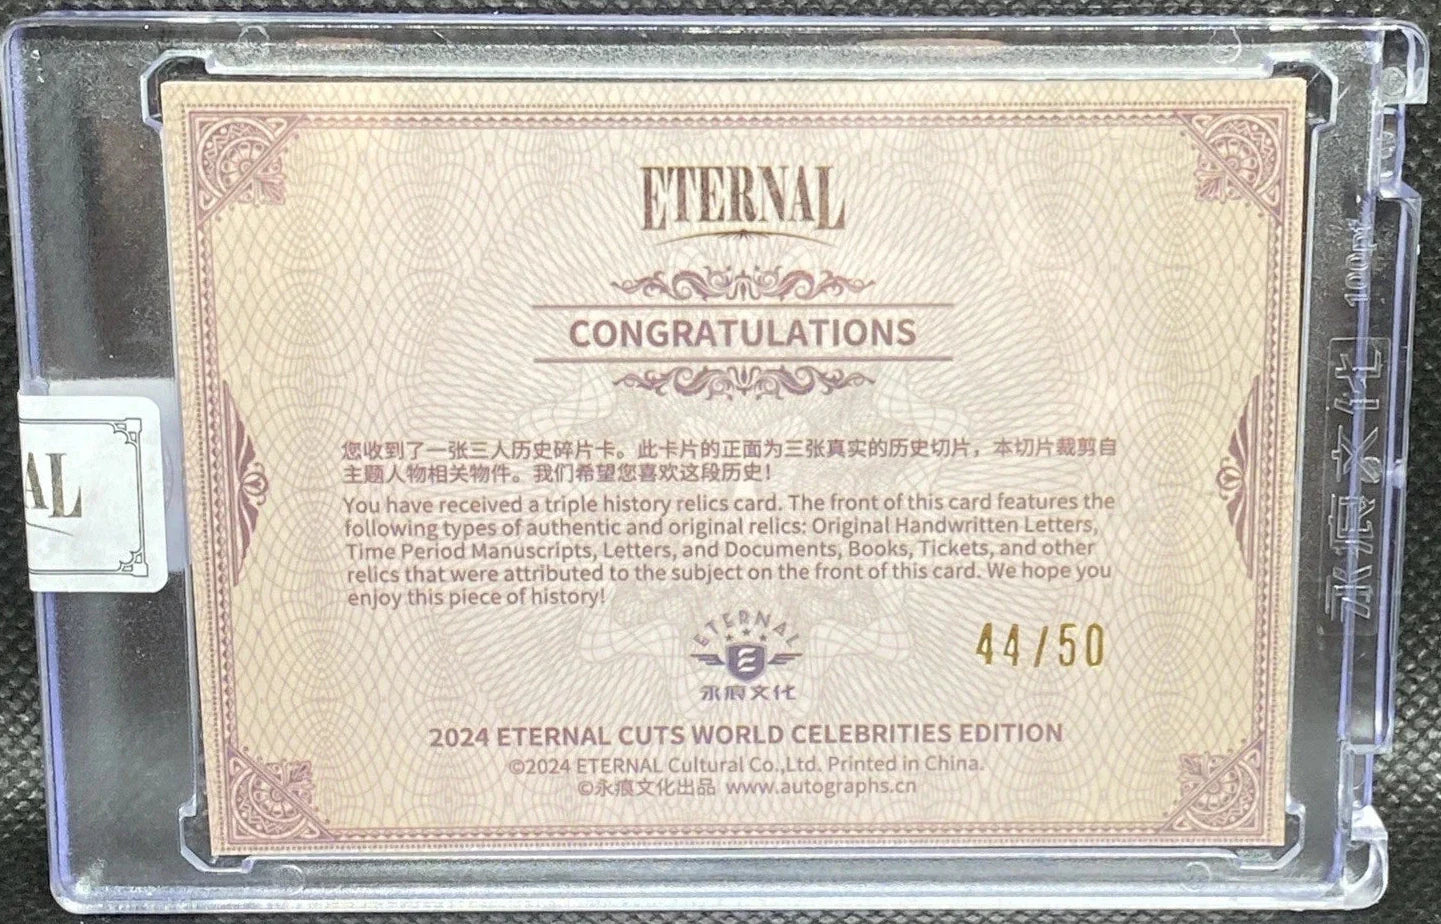 ETERNAL
CONGRATULATIONS
您收到了一张三人历史碎片卡。此卡片的正面为三张真实的历史切片，本切片裁剪自
主题人物相关物件。我们希望您喜欢这段历史！
You have received a triple history relics card. The front of this card features the
following types of authentic and original relics: Original Handwritten Letters,
Time Period Manuscripts, Letters, and Documents, Books, Tickets, and other
relics that were attributed to the subject on the front of this card. We hope you
enjoy this piece of history!
ETERNAL
E
永痕文化
44/50
2024 ETERNAL CUTS WORLD CELEBRITIES EDITION
©2024 ETERNAL Cultural Co.,Ltd. Printed in China.
©永痕文化出品 www.autographs.cn
AL
永痕文化 100pt